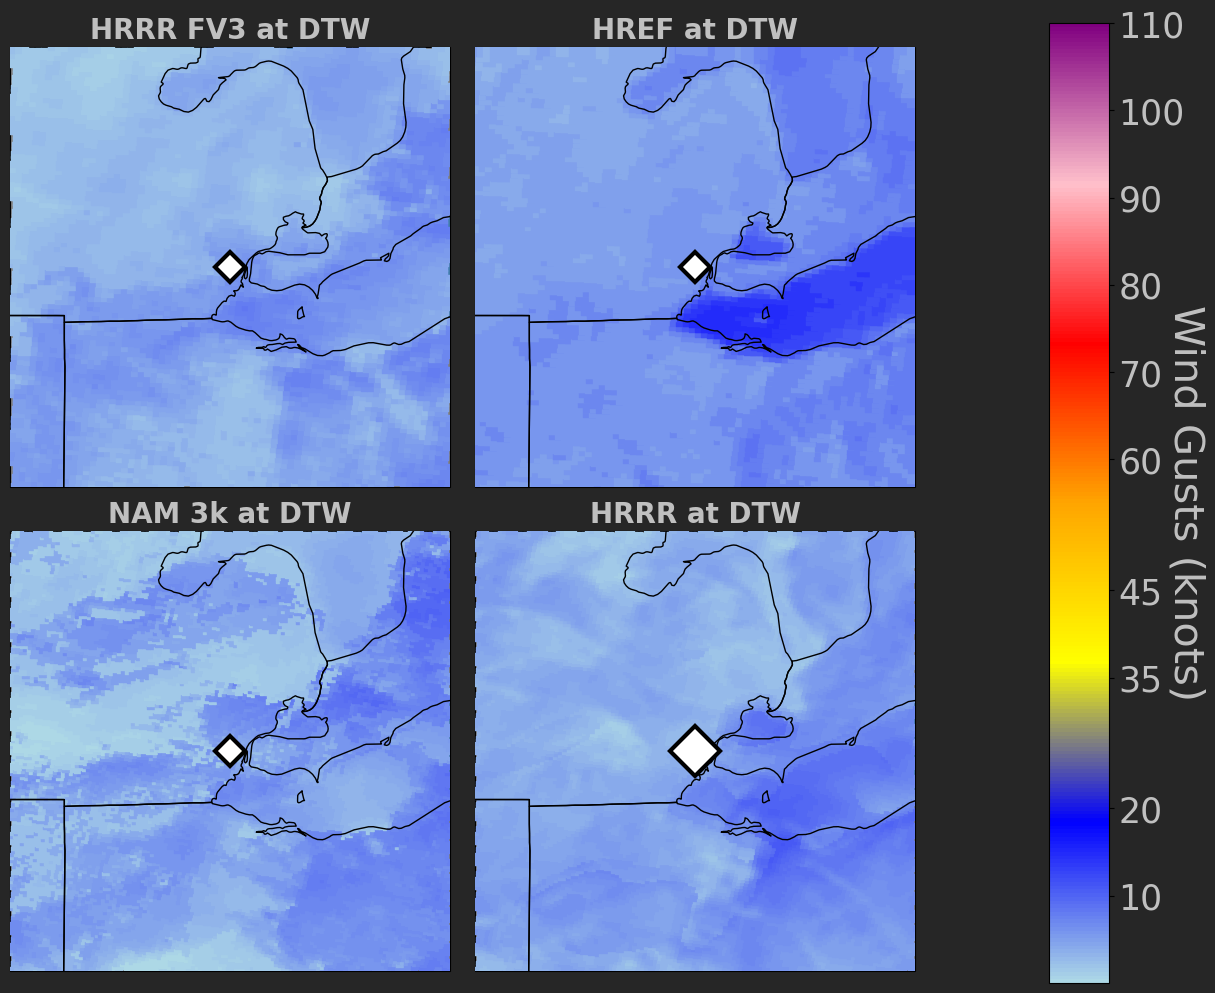 HRRR FV3 at DTW
HREF at DTW
NAM 3k at DTW
HRRR at DTW
110
100
90
80
70
60
45
35
20
10
Wind Gusts (knots)